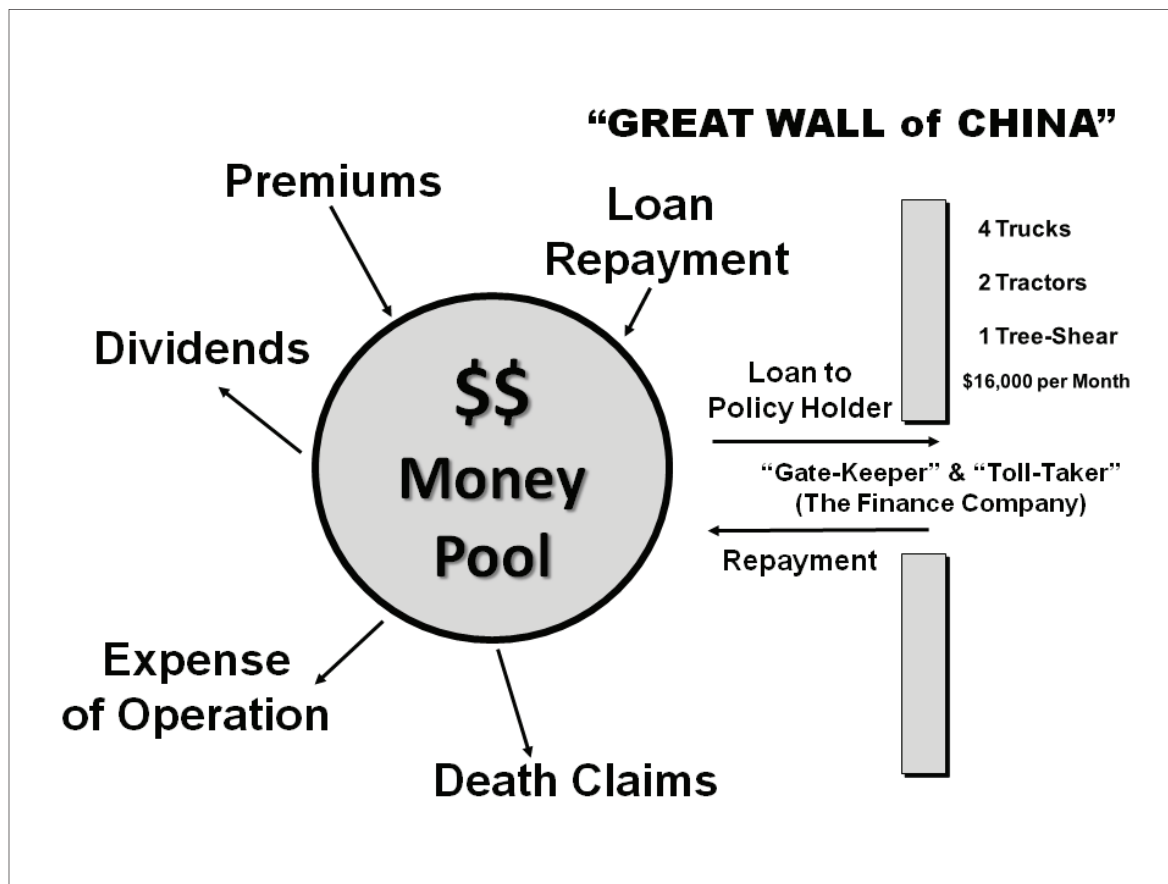 “GREAT WALL of CHINA”
Premiums
Loan
Repayment
Dividends
$$
Money
Pool
4 Trucks
2 Tractors
1 Tree-Shear
$16,000 per Month
Loan to
Policy Holder
“Gate-Keeper” & “Toll-Taker”
(The Finance Company)
Repayment
Expense
of Operation
Death Claims